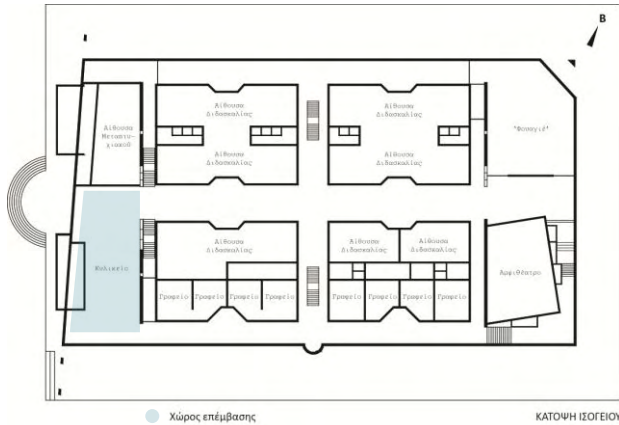 Β
Αίθουσα
Διδασκαλίας
Αίθουσα
Διδασκαλίας
Αίθουσα
Μεταπτυ-
χιακού
'Φουαγιέ'
Αίθουσα
Διδασκαλίας
Αίθουσα
Διδασκαλίας
Αίθουσα
Διδασκαλίας
Αίθουσα
Διδασκαλίας
Αίθουσα
Διδασκαλίας
Κυλικείο
Αμφιθέατρο
Γραφείο
Γραφείο
Γραφείο
Γραφείο
Γραφείο
Γραφείο
Γραφείο
Γραφείο
Χώρος επέμβασης
ΚΑΤΟΨΗ ΙΣΟΓΕΙΟΥ